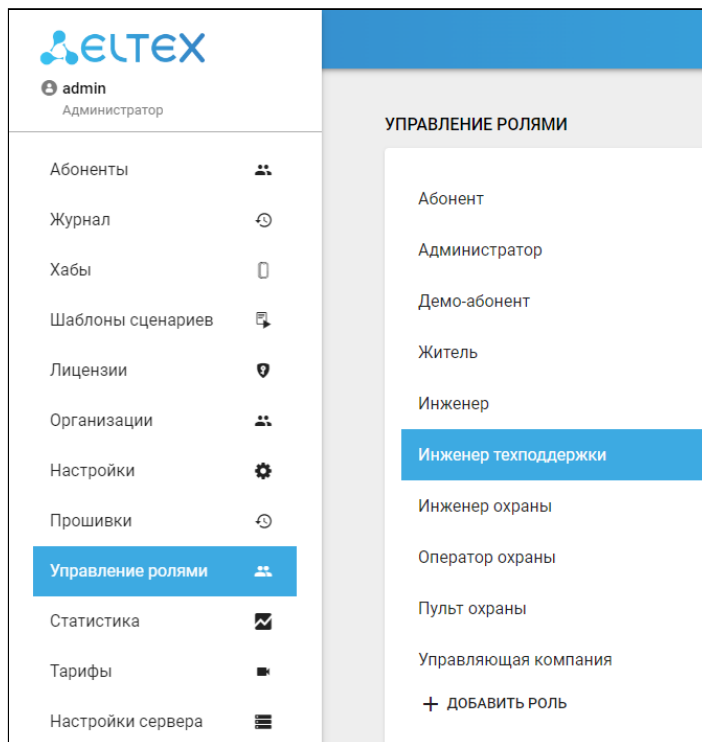 ELTEX
admin
Администратор
Абоненты
Журнал
Хабы
Шаблоны сценариев
Лицензии
Организации
Настройки
Прошивки
Управление ролями
Статистика
Тарифы
Настройки сервера
УПРАВЛЕНИЕ РОЛЯМИ
Абонент
Администратор
Демо-абонент
Житель
Инженер
Инженер техподдержки
Инженер охраны
Оператор охраны
Пульт охраны
Управляющая компания
+ ДОБАВИТЬ РОЛЬ